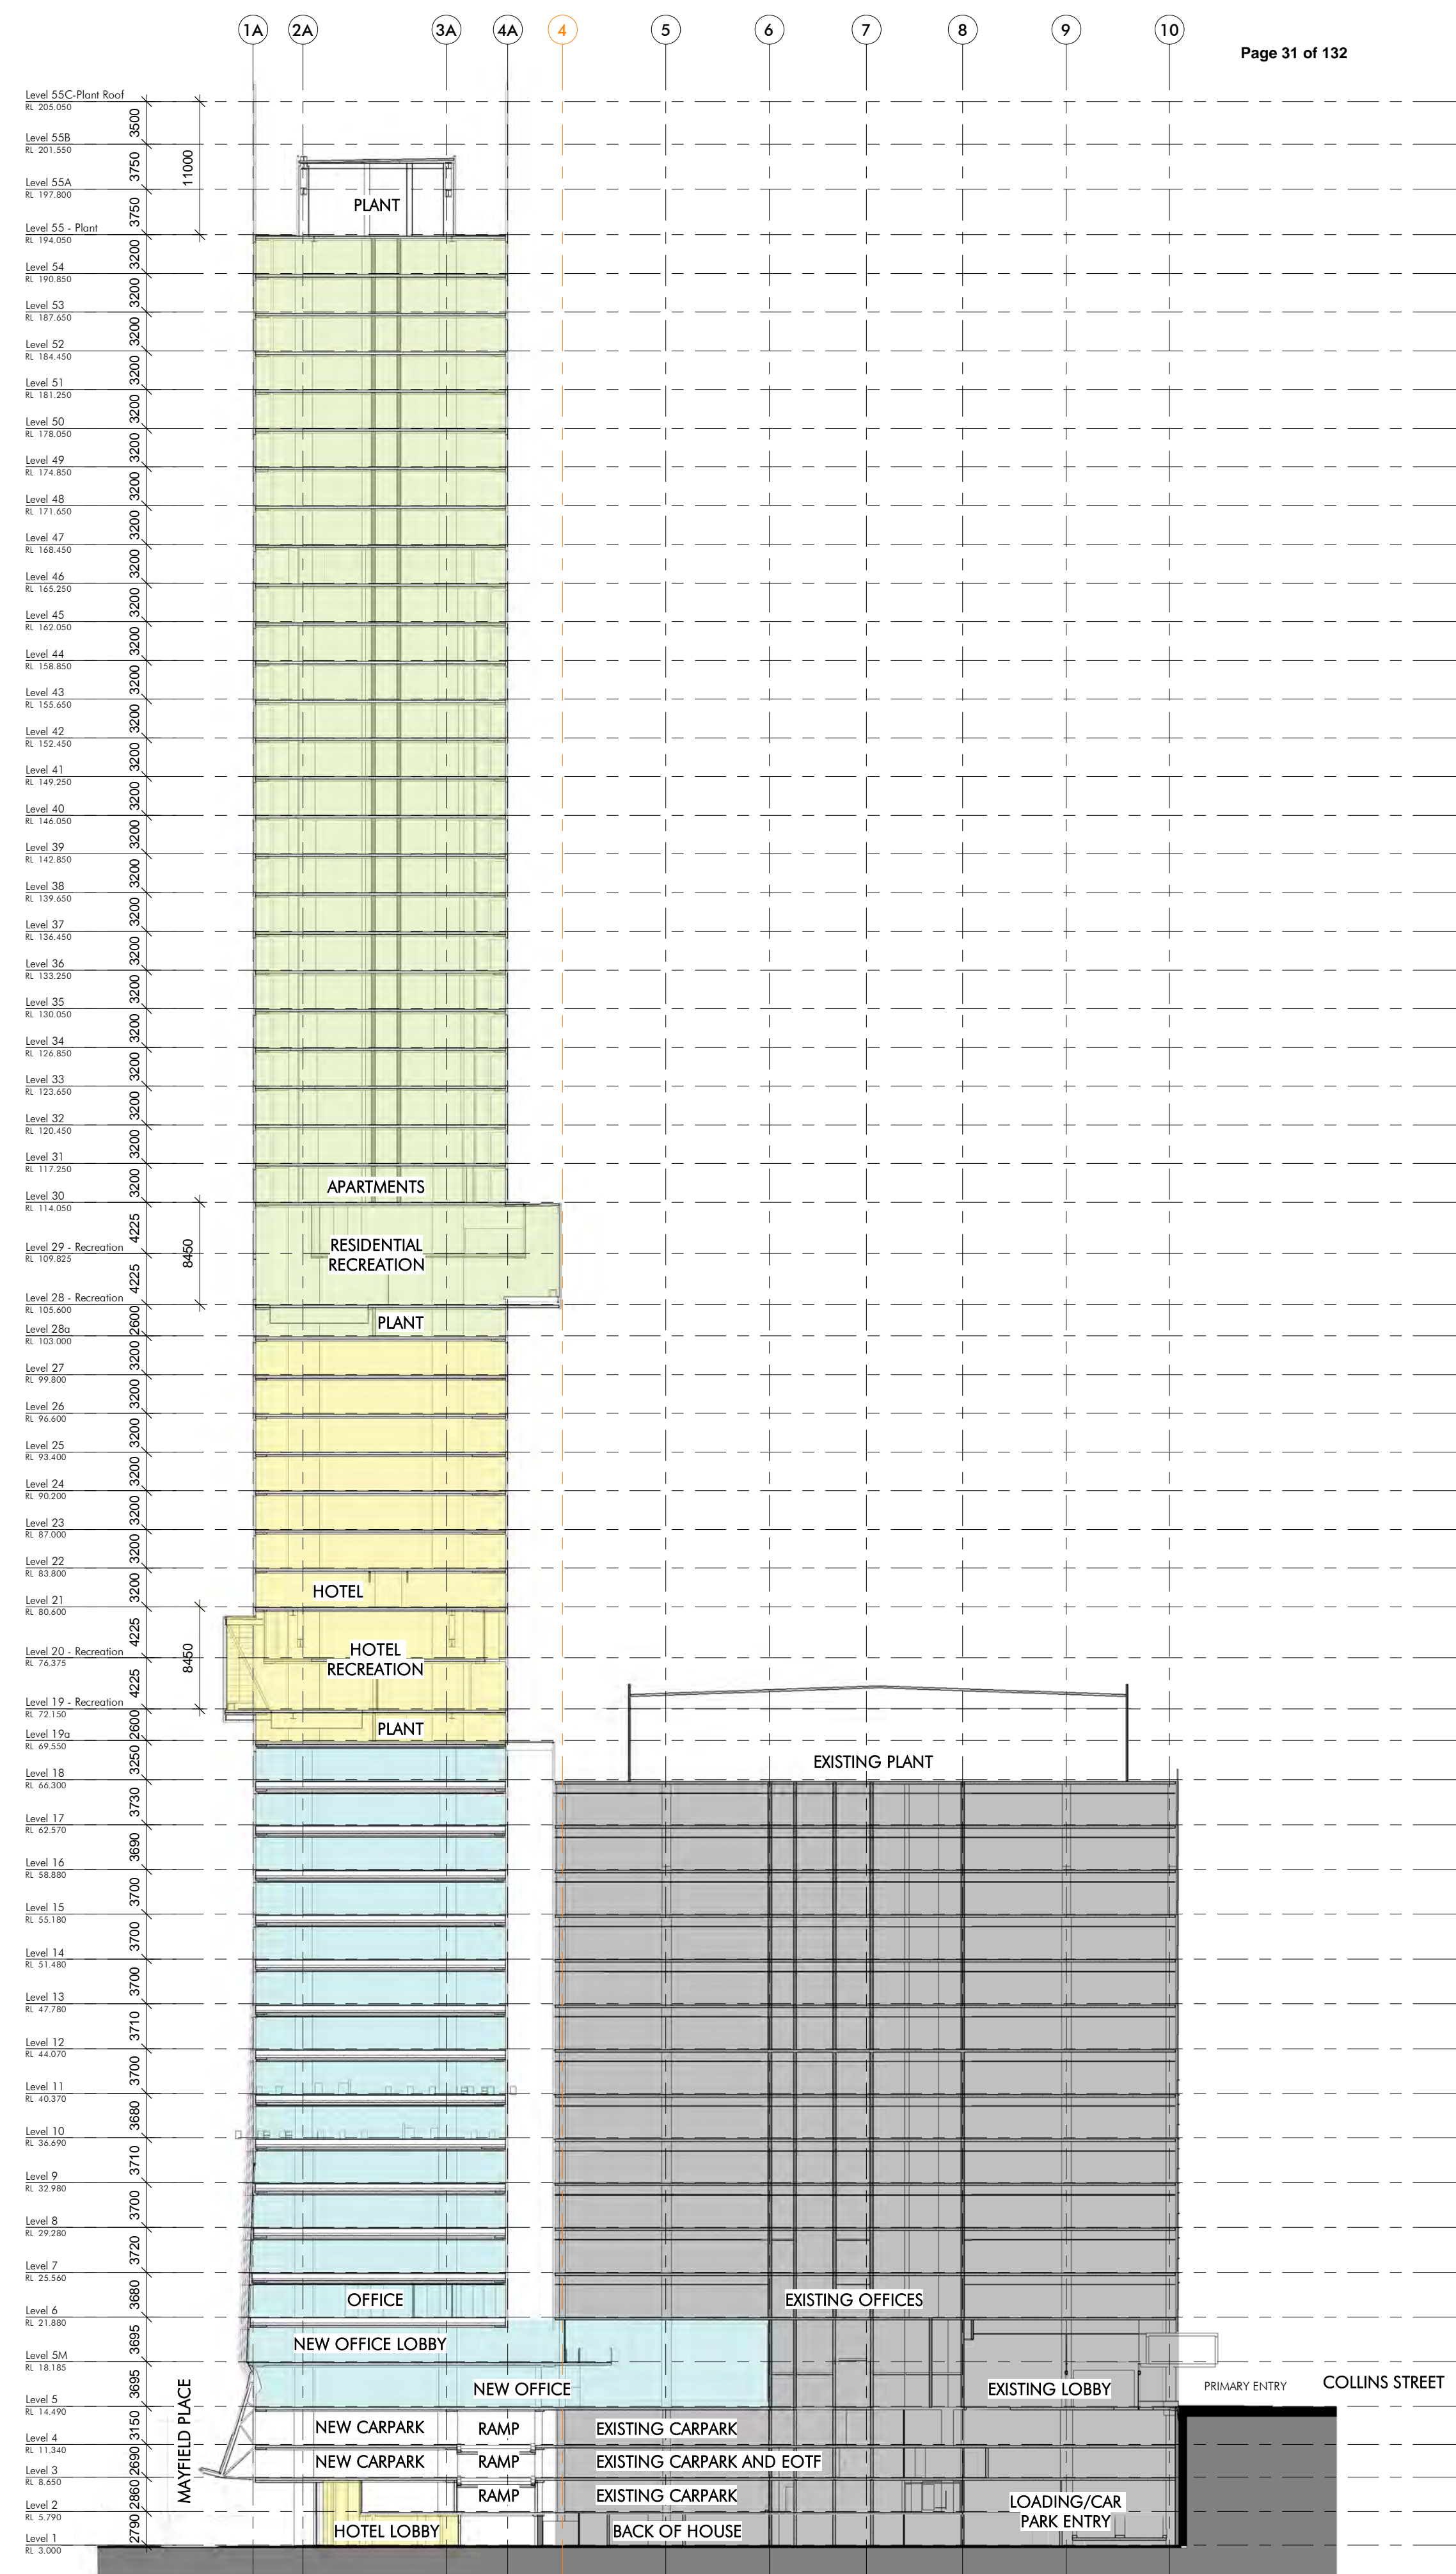 1A 2A 3A 4A 4 5 6 7 8 9 10
Page 31 of 132
Level 55C-Plant Roof
RL 205.050
3500
Level 55B
RL 201.550
3750
11000
Level 55A
RL 197.800
3750
PLANT
Level 55 - Plant
RL 194.050
3200
Level 54
RL 190.850
3200
Level 53
RL 187.650
3200
Level 52
RL 184.450
3200
Level 51
RL 181.250
3200
Level 50
RL 178.050
3200
Level 49
RL 174.850
3200
Level 48
RL 171.650
3200
Level 47
RL 168.450
3200
Level 46
RL 165.250
3200
Level 45
RL 162.050
3200
Level 44
RL 158.850
3200
Level 43
RL 155.650
3200
Level 42
RL 152.450
3200
Level 41
RL 149.250
3200
Level 40
RL 146.050
3200
Level 39
RL 142.850
3200
Level 38
RL 139.650
3200
Level 37
RL 136.450
3200
Level 36
RL 133.250
3200
Level 35
RL 130.050
3200
Level 34
RL 126.850
3200
Level 33
RL 123.650
3200
Level 32
RL 120.450
3200
Level 31
RL 117.250
3200
APARTMENTS
Level 30
RL 114.050
4225
8450
RESIDENTIAL
RECREATION
Level 29 - Recreation
RL 109.825
4225
Level 28 - Recreation
RL 105.600
2600
PLANT
Level 28a
RL 103.000
3200
Level 27
RL 99.800
3200
Level 26
RL 96.600
3200
Level 25
RL 93.400
3200
Level 24
RL 90.200
3200
Level 23
RL 87.000
3200
Level 22
RL 83.800
3200
HOTEL
Level 21
RL 80.600
4225
8450
HOTEL
RECREATION
Level 20 - Recreation
RL 76.375
4225
Level 19 - Recreation
RL 72.150
2600
PLANT
Level 19a
RL 69.550
3250
EXISTING PLANT
Level 18
RL 66.300
3730
Level 17
RL 62.570
3690
Level 16
RL 58.880
3700
Level 15
RL 55.180
3700
Level 14
RL 51.480
3700
Level 13
RL 47.780
3710
Level 12
RL 44.070
3700
Level 11
RL 40.370
3680
Level 10
RL 36.690
3710
Level 9
RL 32.980
3700
Level 8
RL 29.280
3720
Level 7
RL 25.560
3680
OFFICE
EXISTING OFFICES
Level 6
RL 21.880
3695
NEW OFFICE LOBBY
Level 5M
RL 18.185
3695
NEW OFFICE
EXISTING LOBBY
PRIMARY ENTRY
COLLINS STREET
Level 5
RL 14.490
3150
MAYFIELD PLACE
NEW CARPARK
RAMP
EXISTING CARPARK
Level 4
RL 11.340
2690
NEW CARPARK
RAMP
EXISTING CARPARK AND EOTF
Level 3
RL 8.650
2860
RAMP
EXISTING CARPARK
LOADING/CAR
PARK ENTRY
Level 2
RL 5.790
2790
HOTEL LOBBY
BACK OF HOUSE
Level 1
RL 3.000